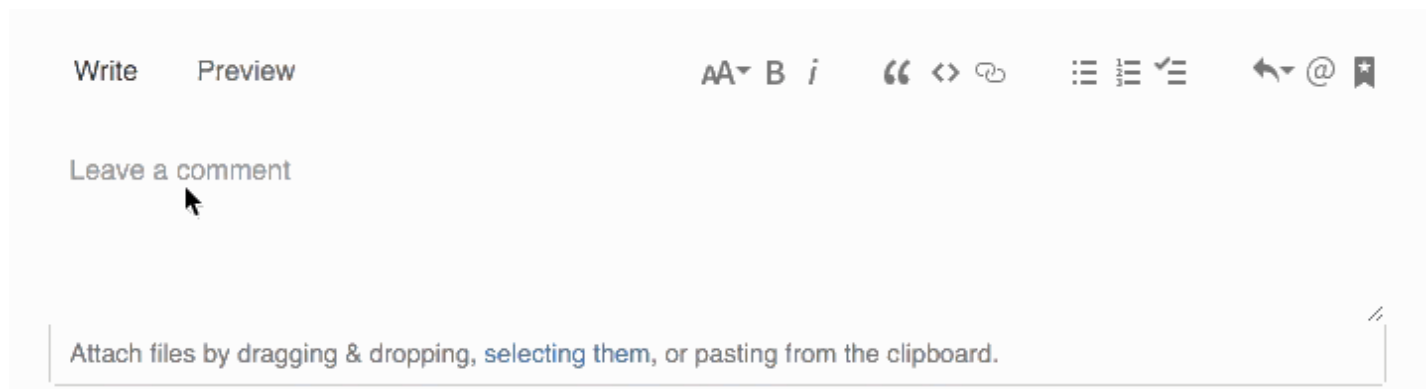 Write Preview AA B i “ <> @
Leave a comment
Attach files by dragging & dropping, selecting them, or pasting from the clipboard.